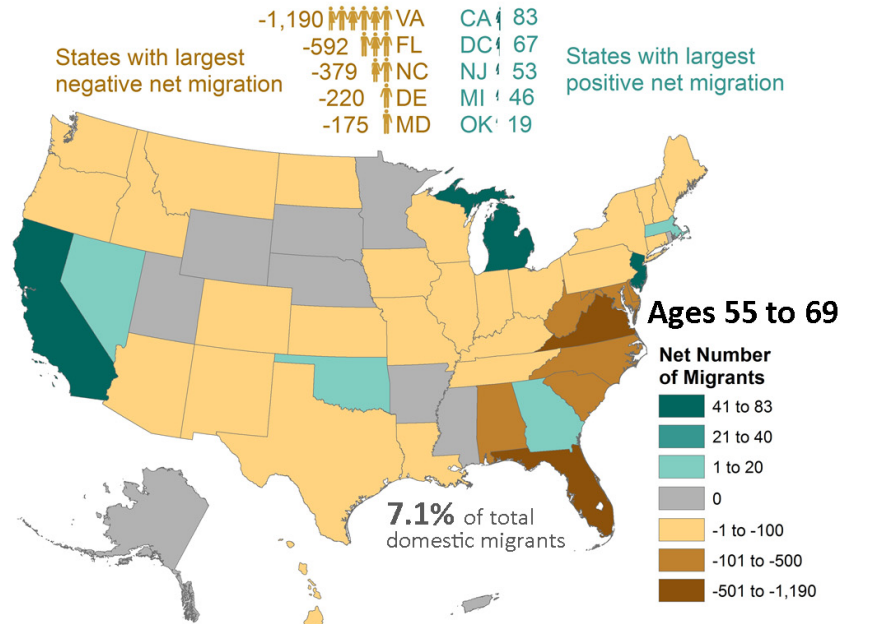 -1,190 VA CA 83
-592 FL DC 67
-379 NC NJ 53
-220 DE MI 46
-175 MD OK 19
States with largest
negative net migration
States with largest
positive net migration
Ages 55 to 69
Net Number
of Migrants
41 to 83
21 to 40
1 to 20
0
-1 to -100
-101 to -500
-501 to -1,190
7.1% of total
domestic migrants